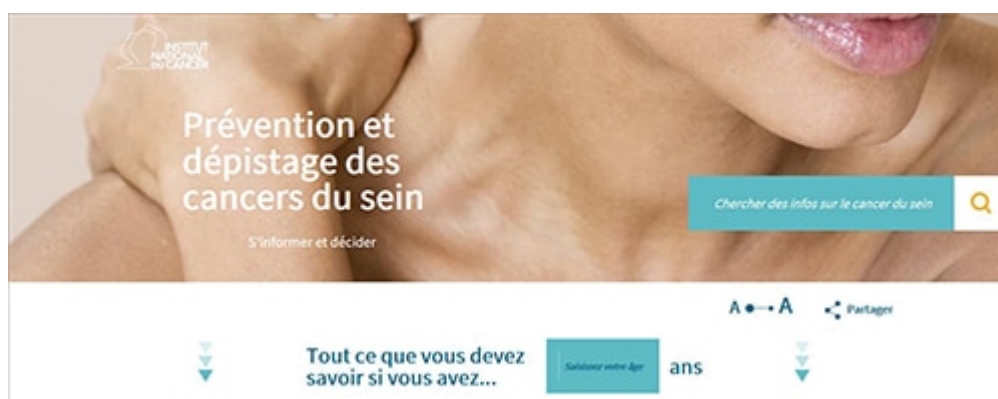 INSTITUT
NATIONAL
DU CANCER
Prévention et
dépistage des
cancers du sein
S'informer et décider
Chercher des infos sur le cancer du sein
A A
Partager
Tout ce que vous devez
savoir si vous avez...
Saisissez votre âge
ans